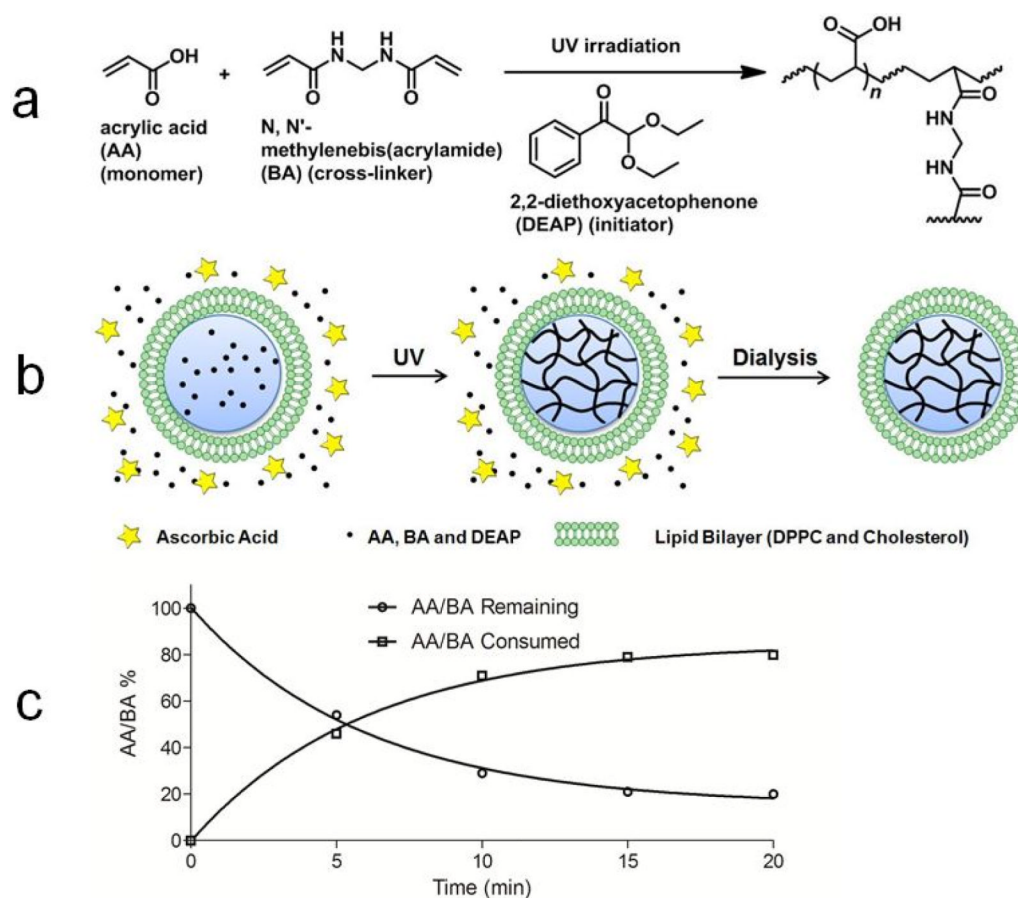 a
OH
O
+
H
N
H
N
O
O
UV irradiation
O
O
O
O
OH
n
O
HN
HN
O
acrylic acid
(AA)
(monomer)
N, N'-
methylenebis(acrylamide)
(BA) (cross-linker)
2,2-diethoxyacetophenone
(DEAP) (initiator)
b
UV
Dialysis
Ascorbic Acid
AA, BA and DEAP
Lipid Bilayer (DPPC and Cholesterol)
c
AA/BA Remaining
AA/BA Consumed
AA/BA %
100
80
60
40
20
0
0
5
10
15
20
Time (min)